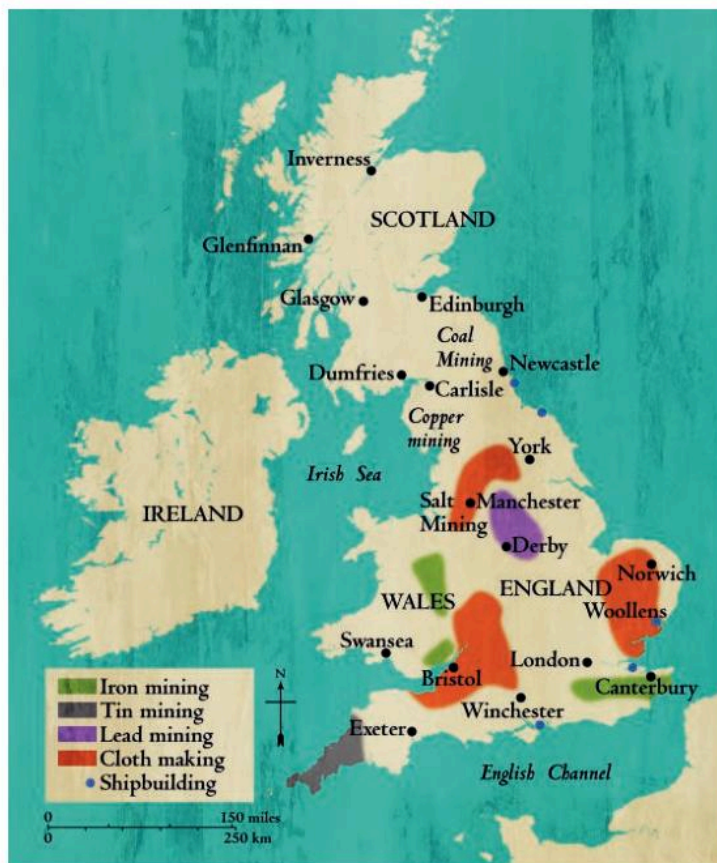 Inverness
SCOTLAND
Glenfinnan
Glasgow
Edinburgh
Coal
Mining
Newcastle
Dumfries
Carlisle
Copper
mining
York
Irish Sea
Salt
Mining
Manchester
IRELAND
Derby
ENGLAND
Norwich
WALES
Woollens
Swansea
London
Bristol
Canterbury
Winchester
Exeter
English Channel
N
Iron mining
Tin mining
Lead mining
Cloth making
Shipbuilding
0 150 miles
0 250 km